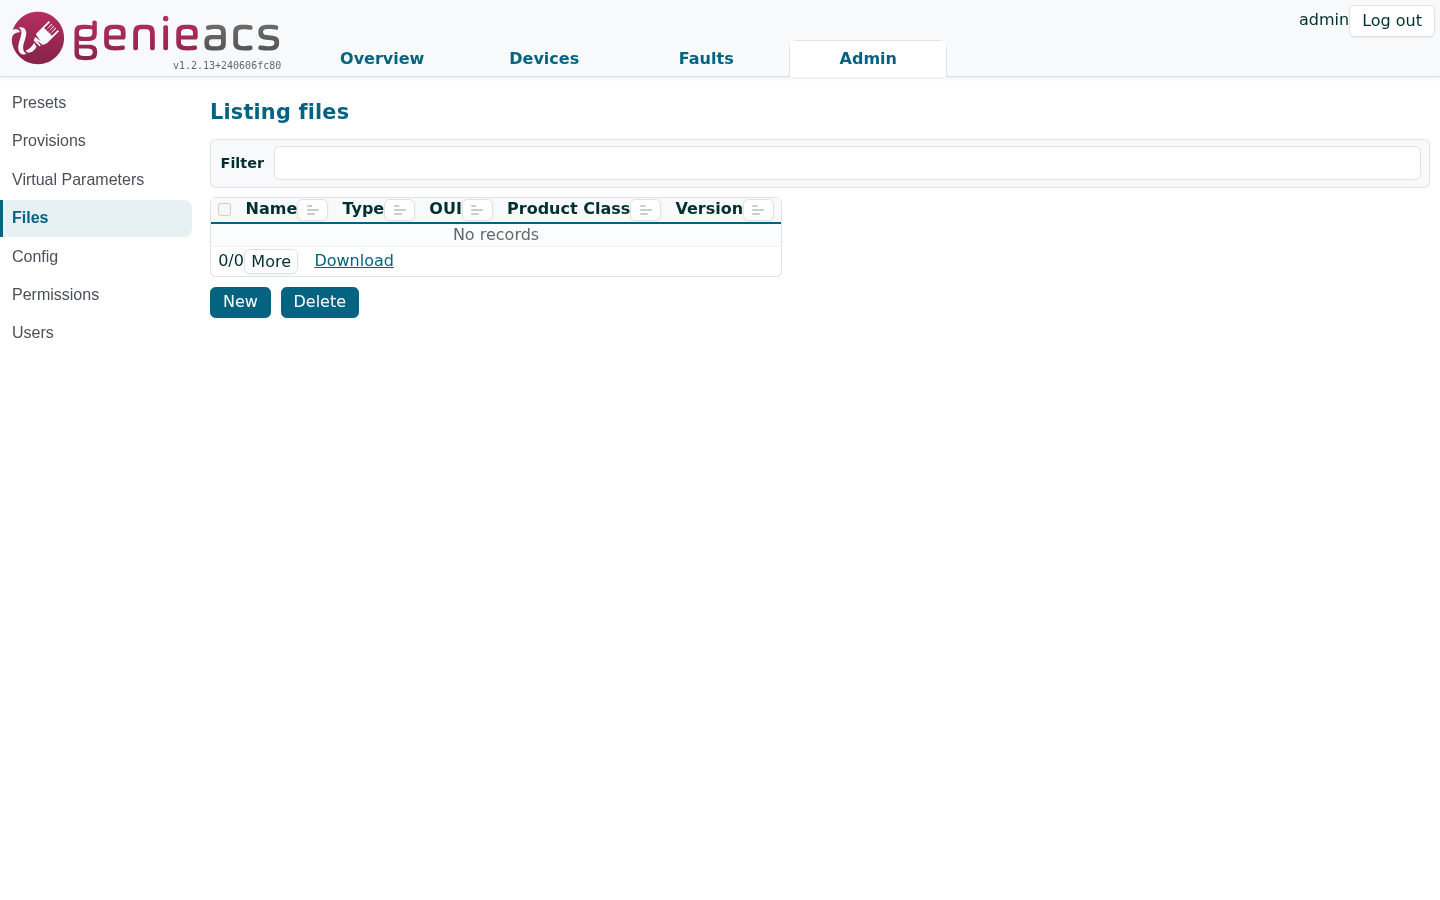 genieacs
v1.2.13+240606fc80
admin
Log out
Overview
Devices
Faults
Admin
Presets
Provisions
Virtual Parameters
Files
Config
Permissions
Users
Listing files
Filter
Name Type OUI Product Class Version
No records
0/0 More Download
New Delete